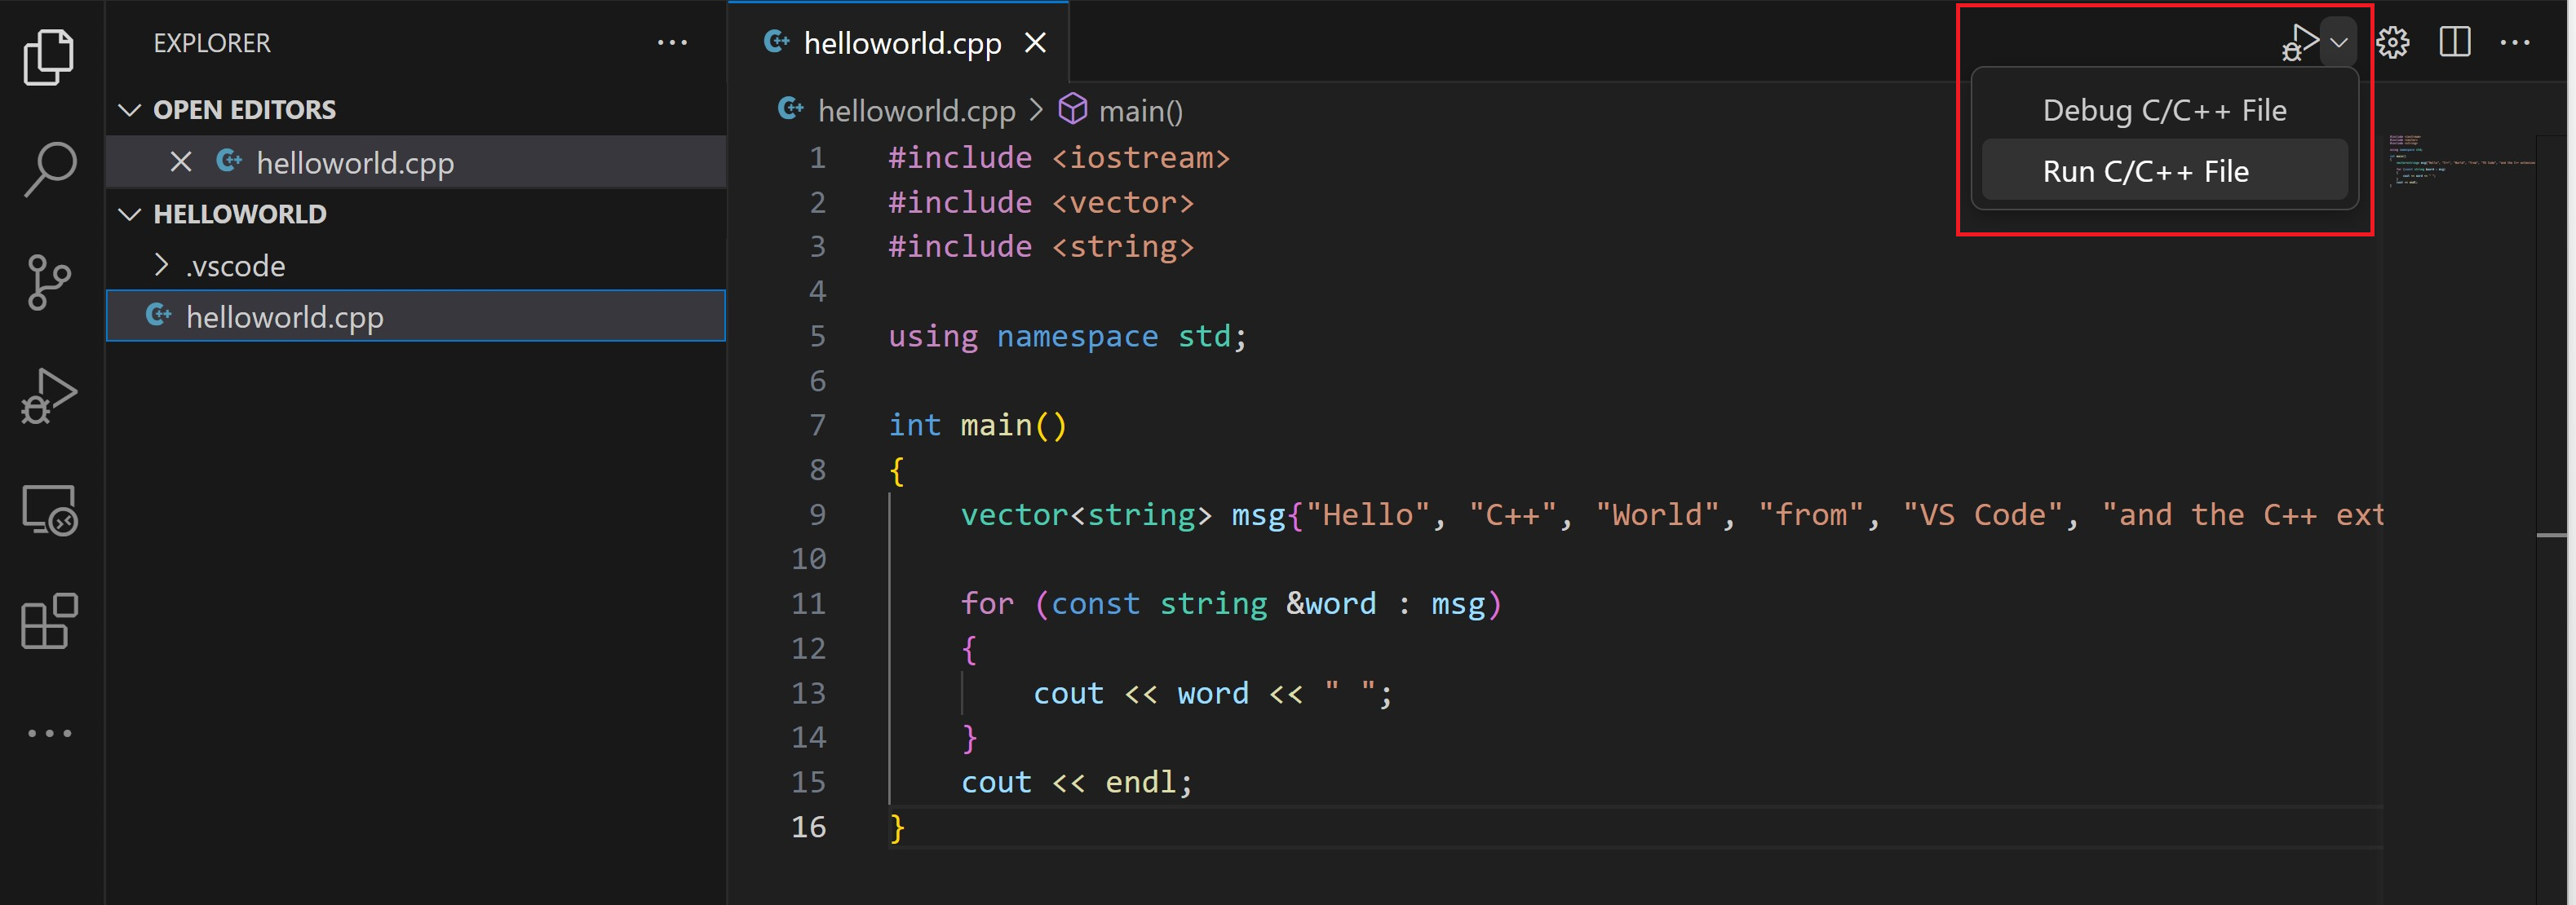 EXPLORER
OPEN EDITORS
helloworld.cpp
HELLOWORLD
.vscode
helloworld.cpp
helloworld.cpp
helloworld.cpp > main()
Debug C/C++ File
Run C/C++ File
1 #include <iostream>
2 #include <vector>
3 #include <string>
4
5 using namespace std;
6
7 int main()
8 {
9     vector<string> msg{"Hello", "C++", "World", "from", "VS Code", "and the C++ ext
10
11     for (const string &word : msg)
12     {
13         cout << word << " ";
14     }
15     cout << endl;
16 }